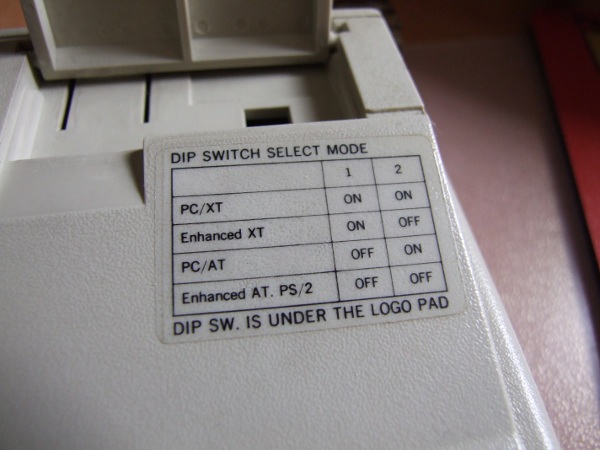 DIP SWITCH SELECT MODE
1 2
PC/XT ON ON
Enhanced XT ON OFF
PC/AT OFF ON
Enhanced AT. PS/2 OFF OFF
DIP SW. IS UNDER THE LOGO PAD